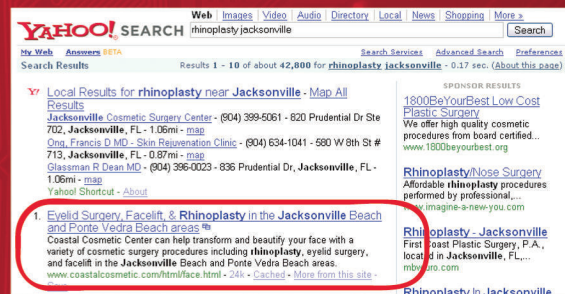 YAHOO! SEARCH
Web | Images | Video | Audio | Directory | Local | News | Shopping | More »
rhinoplasty jacksonville
Search
My Web Answers BETA
Search Services Advanced Search Preferences
Search Results
Results 1 - 10 of about 42,800 for rhinoplasty jacksonville - 0.17 sec. (About this page)
Y! Local Results for rhinoplasty near Jacksonville - Map All
Results
Jacksonville Cosmetic Surgery Center - (904) 399-5061 - 820 Prudential Dr Ste
702, Jacksonville, FL - 1.06mi - map
Ong, Francis D MD - Skin Rejuvenation Clinic - (904) 634-1041 - 580 W 8th St #
713, Jacksonville, FL - 0.87mi - map
Glassman R Dean MD - (904) 396-0023 - 836 Prudential Dr, Jacksonville, FL -
1.06mi - map
Yahoo! Shortcut - About
1. Eyelid Surgery, Facelift, & Rhinoplasty in the Jacksonville Beach
and Ponte Vedra Beach areas
Coastal Cosmetic Center can help transform and beautify your face with a
variety of cosmetic surgery procedures including rhinoplasty, eyelid surgery,
and facelift in the Jacksonville Beach and Ponte Vedra Beach areas.
www.coastalcosmetic.com/html/face.html - 24k - Cached - More from this site -
SPONSOR RESULTS
1800BeYourBest Low Cost
Plastic Surgery
We offer high quality cosmetic
procedures from board certified...
www.1800beyourbest.org
Rhinoplasty/Nose Surgery
Affordable rhinoplasty procedures
performed by professional,...
www.imagine-a-new-you.com
Rhinoplasty - Jacksonville
First Coast Plastic Surgery, P.A.,
located in Jacksonville, FL,...
Rhinoplasty In Jacksonville